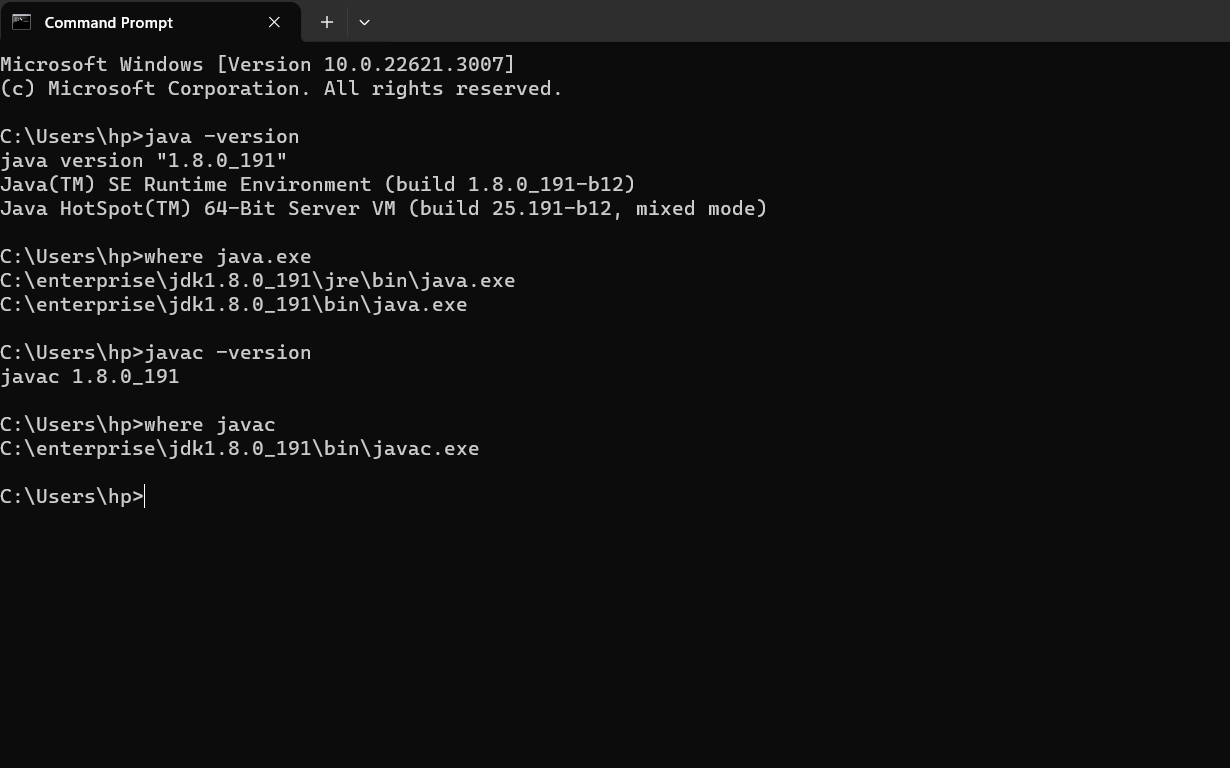 Command Prompt
Microsoft Windows [Version 10.0.22621.3007]
(c) Microsoft Corporation. All rights reserved.
C:\Users\hp>java -version
java version "1.8.0_191"
Java(TM) SE Runtime Environment (build 1.8.0_191-b12)
Java HotSpot(TM) 64-Bit Server VM (build 25.191-b12, mixed mode)
C:\Users\hp>where java.exe
C:\enterprise\jdk1.8.0_191\jre\bin\java.exe
C:\enterprise\jdk1.8.0_191\bin\java.exe
C:\Users\hp>javac -version
javac 1.8.0_191
C:\Users\hp>where javac
C:\enterprise\jdk1.8.0_191\bin\javac.exe
C:\Users\hp>